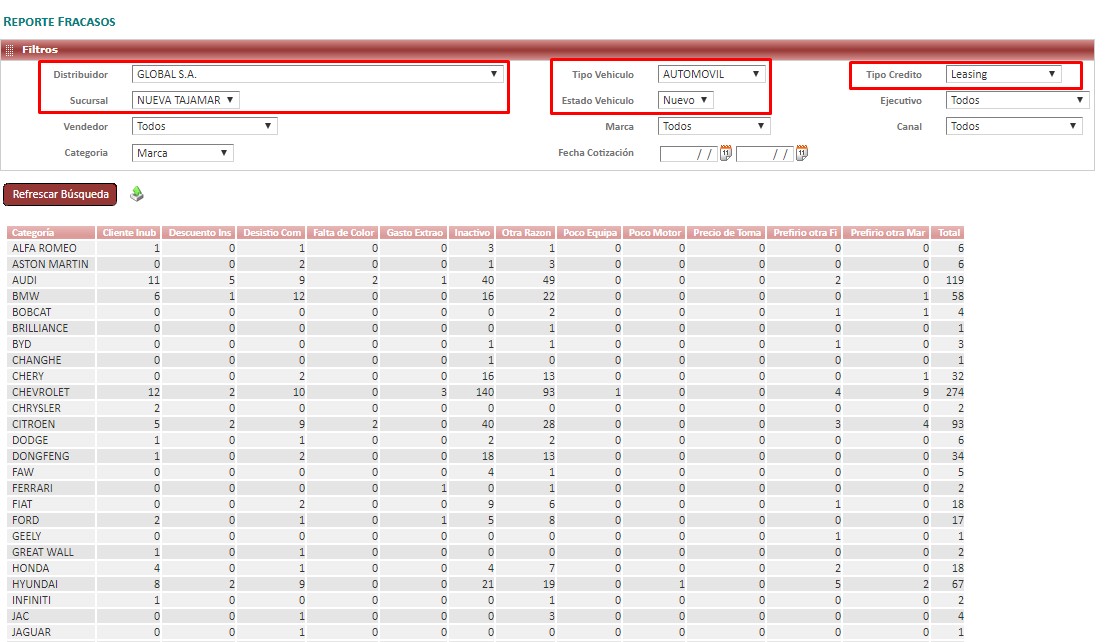 REPORTE FRACASOS
Filtros
Distribuidor GLOBAL S.A. Tipo Vehiculo AUTOMOVIL Tipo Credito Leasing
Sucursal NUEVA TAJAMAR Estado Vehiculo Nuevo Ejecutivo Todos
Vendedor Todos Marca Todos Canal Todos
Categoria Marca Fecha Cotización / / 11 / / 11
Refrescar Búsqueda
Categoría Cliente Inub Descuento Ins Desistio Com Falta de Color Gasto Extrao Inactivo Otra Razon Poco Equipa Poco Motor Precio de Toma Prefirio otra Fi Prefirio otra Mar Total
ALFA ROMEO 1 0 1 0 0 3 1 0 0 0 0 0 6
ASTON MARTIN 0 0 2 0 0 1 3 0 0 0 0 0 6
AUDI 11 5 9 2 1 40 49 0 0 0 2 0 119
BMW 6 1 12 0 0 16 22 0 0 0 0 1 58
BOBCAT 0 0 0 0 0 0 2 0 0 0 1 1 4
BRILLIANCE 0 0 0 0 0 0 1 0 0 0 0 0 1
BYD 0 0 0 0 0 1 1 0 0 0 1 0 3
CHANGHE 0 0 0 0 0 1 0 0 0 0 0 0 1
CHERY 0 0 2 0 0 16 13 0 0 0 0 1 32
CHEVROLET 12 2 10 0 3 140 93 1 0 0 4 9 274
CHRYSLER 2 0 0 0 0 0 0 0 0 0 0 0 2
CITROEN 5 2 9 2 0 40 28 0 0 0 3 4 93
DODGE 1 0 1 0 0 2 2 0 0 0 0 0 6
DONGFENG 1 0 2 0 0 18 13 0 0 0 0 0 34
FAW 0 0 0 0 0 4 1 0 0 0 0 0 5
FERRARI 0 0 0 0 1 0 1 0 0 0 0 0 2
FIAT 0 0 2 0 0 9 6 0 0 0 1 0 18
FORD 2 0 1 0 1 5 8 0 0 0 0 0 17
GEELY 0 0 0 0 0 0 0 0 0 0 1 0 1
GREAT WALL 1 0 1 0 0 0 0 0 0 0 0 0 2
HONDA 4 0 1 0 0 4 7 0 0 0 2 0 18
HYUNDAI 8 2 9 0 0 21 19 0 1 0 5 2 67
INFINITI 1 0 0 0 0 0 1 0 0 0 0 0 2
JAC 0 0 1 0 0 0 3 0 0 0 0 0 4
JAGUAR 0 0 1 0 0 0 0 0 0 0 0 0 1